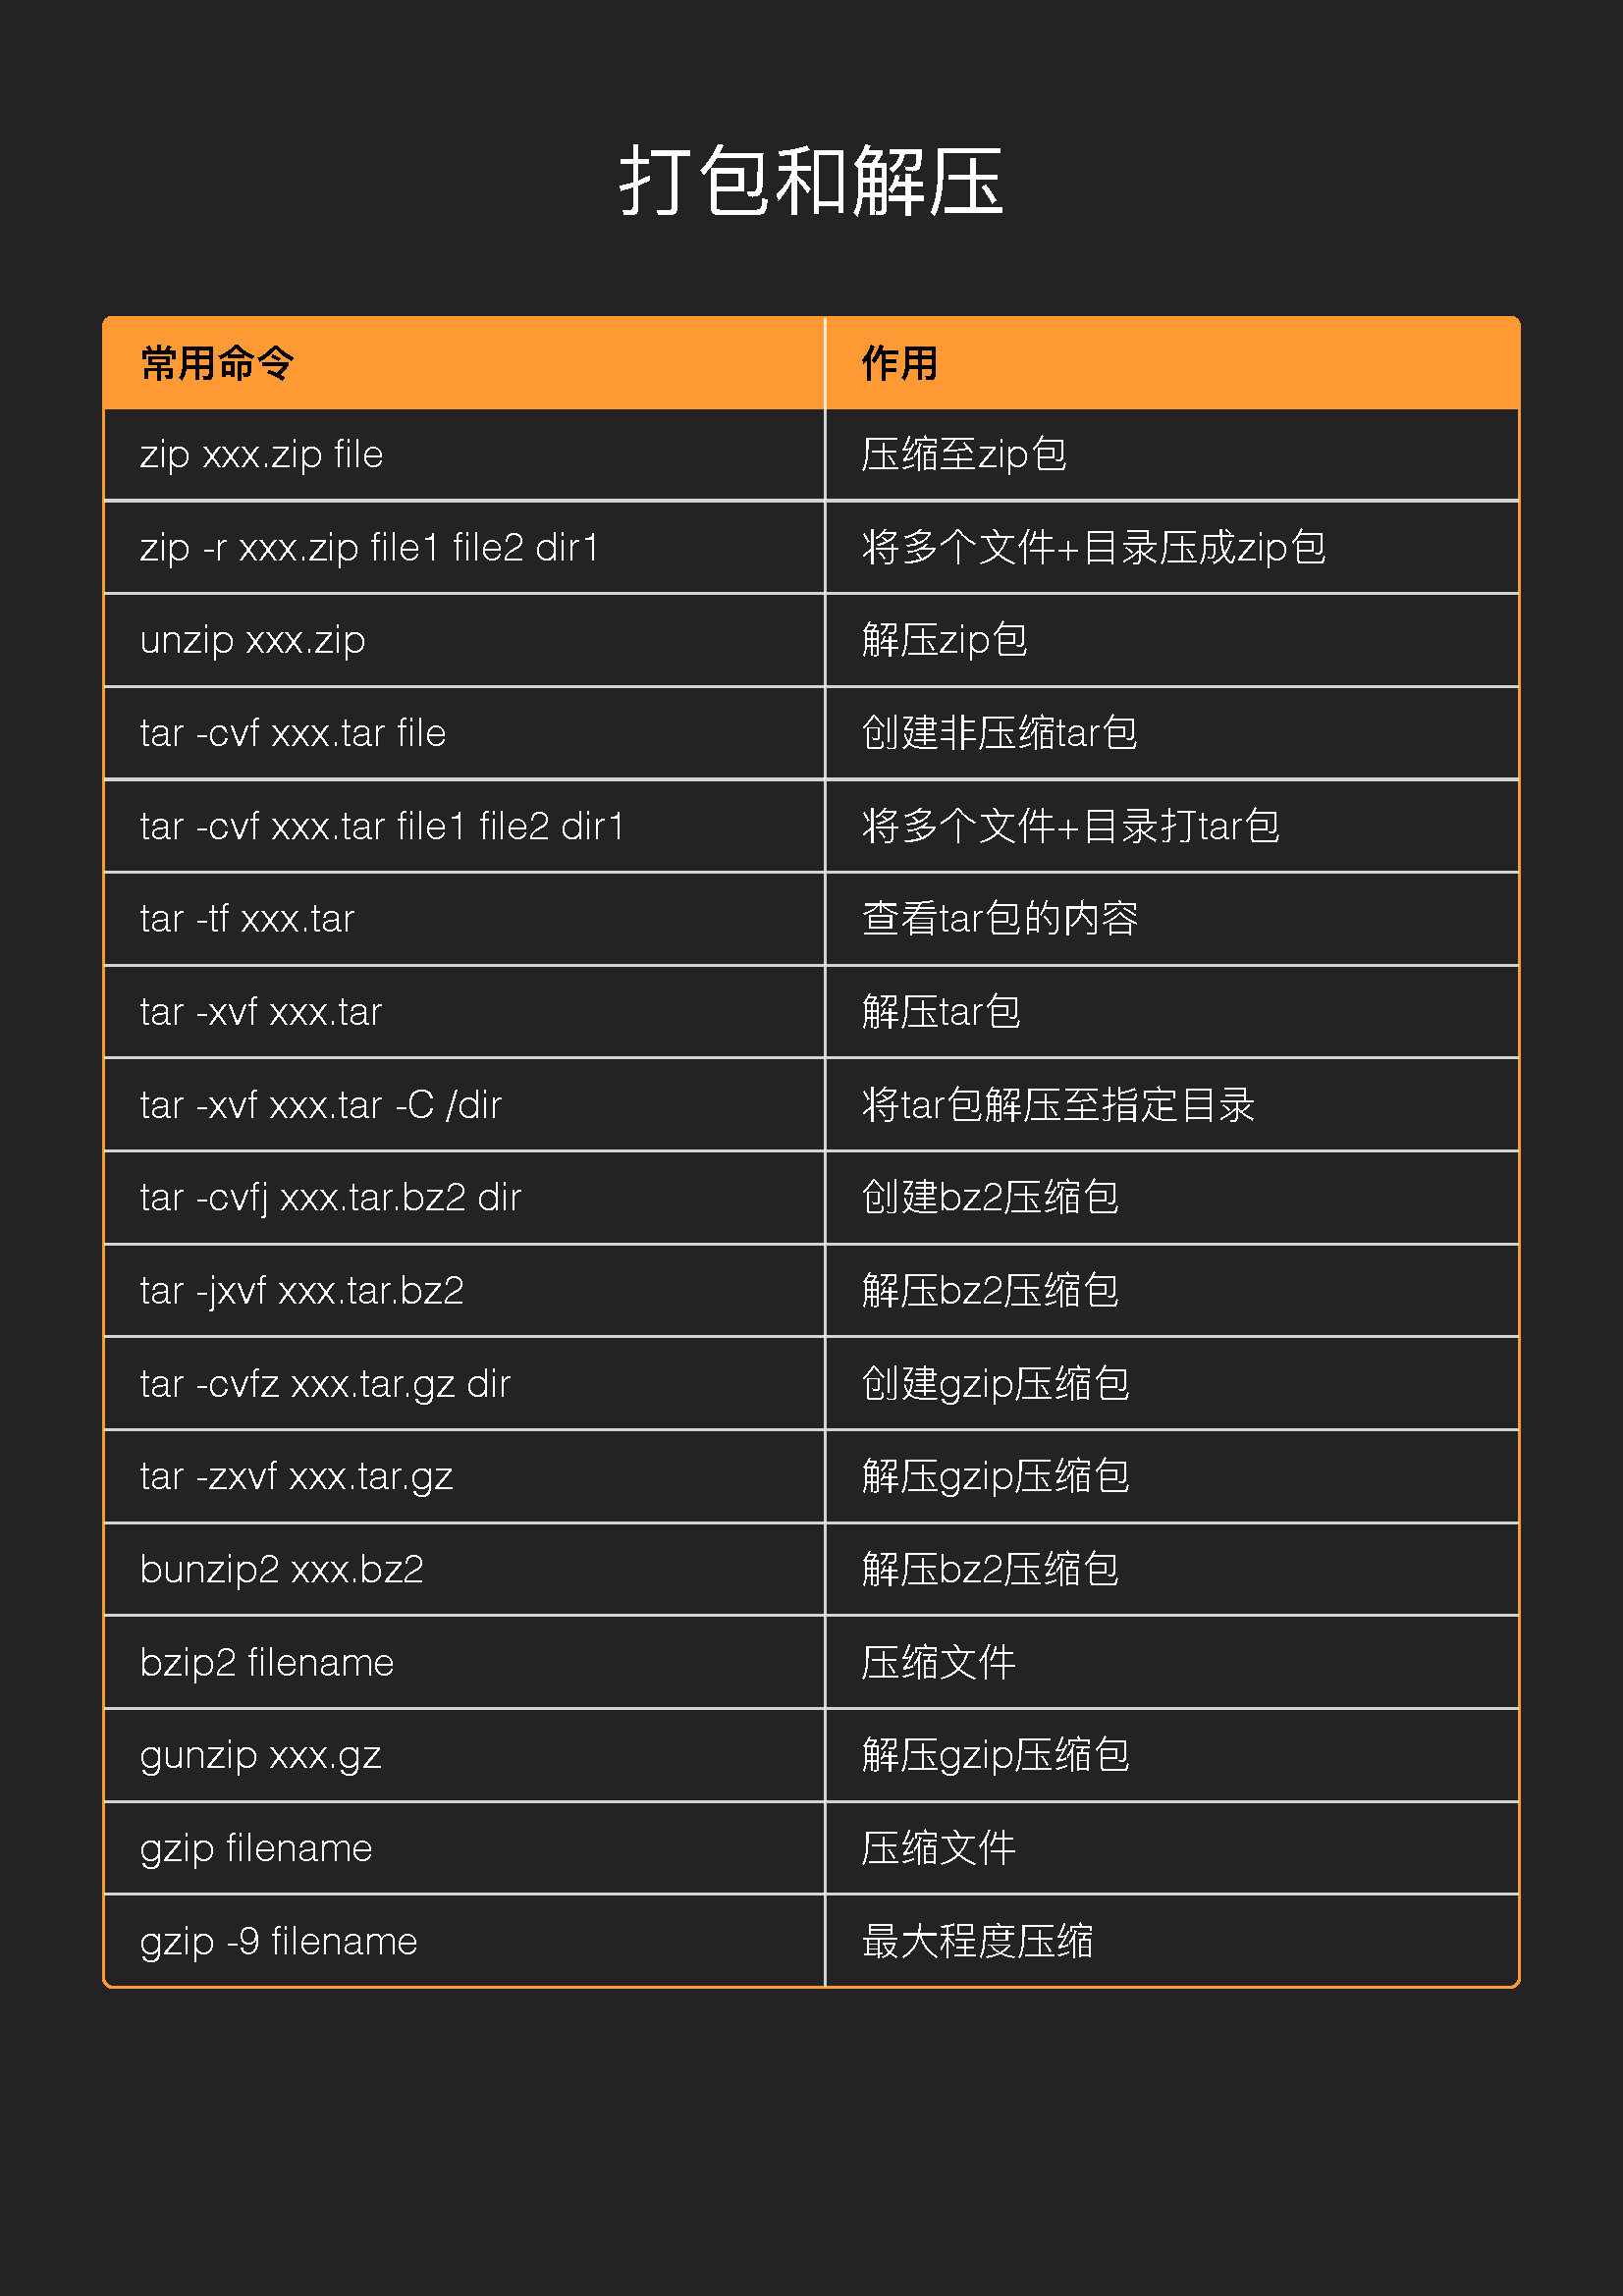 打包和解压
常用命令 作用
zip xxx.zip file 压缩至zip包
zip -r xxx.zip file1 file2 dir1 将多个文件+目录压成zip包
unzip xxx.zip 解压zip包
tar -cvf xxx.tar file 创建非压缩tar包
tar -cvf xxx.tar file1 file2 dir1 将多个文件+目录打tar包
tar -tf xxx.tar 查看tar包的内容
tar -xvf xxx.tar 解压tar包
tar -xvf xxx.tar -C /dir 将tar包解压至指定目录
tar -cvfj xxx.tar.bz2 dir 创建bz2压缩包
tar -jxvf xxx.tar.bz2 解压bz2压缩包
tar -cvfz xxx.tar.gz dir 创建gzip压缩包
tar -zxvf xxx.tar.gz 解压gzip压缩包
bunzip2 xxx.bz2 解压bz2压缩包
bzip2 filename 压缩文件
gunzip xxx.gz 解压gzip压缩包
gzip filename 压缩文件
gzip -9 filename 最大程度压缩